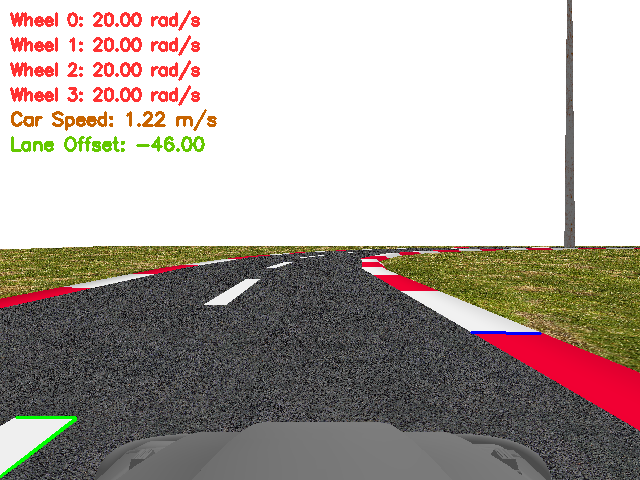 Wheel 0: 20.00 rad/s
Wheel 1: 20.00 rad/s
Wheel 2: 20.00 rad/s
Wheel 3: 20.00 rad/s
Car Speed: 1.22 m/s
Lane Offset: -46.00